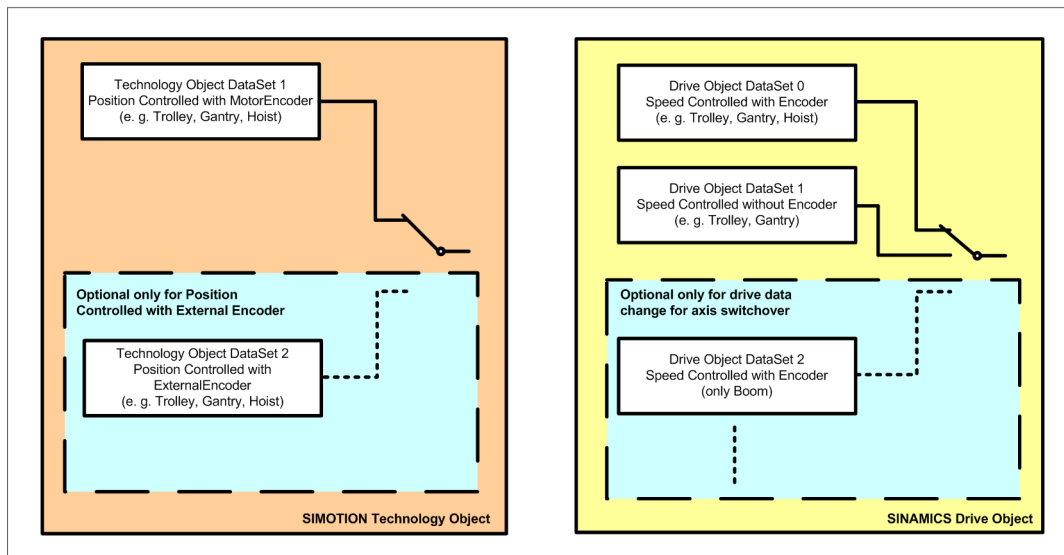 Technology Object DataSet 1
Position Controlled with MotorEncoder
(e. g. Trolley, Gantry, Hoist)
Optional only for Position
Controlled with External Encoder
Technology Object DataSet 2
Position Controlled with
ExternalEncoder
(e. g. Trolley, Gantry, Hoist)
SIMOTION Technology Object
Drive Object DataSet 0
Speed Controlled with Encoder
(e. g. Trolley, Gantry, Hoist)
Drive Object DataSet 1
Speed Controlled without Encoder
(e. g. Trolley, Gantry)
Optional only for drive data
change for axis switchover
Drive Object DataSet 2
Speed Controlled with Encoder
(only Boom)
SINAMICS Drive Object